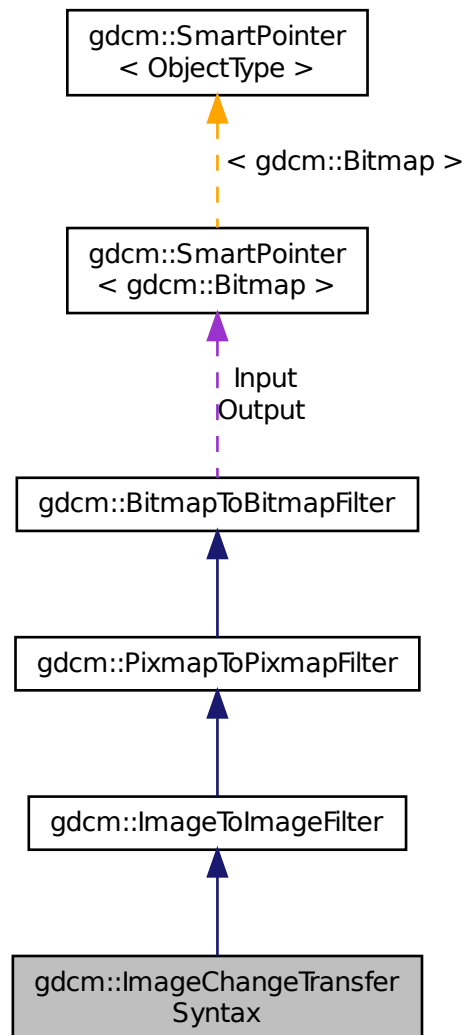 gdcm::SmartPointer
< ObjectType >
< gdcm::Bitmap >
gdcm::SmartPointer
< gdcm::Bitmap >
Input
Output
gdcm::BitmapToBitmapFilter
gdcm::PixmapToPixmapFilter
gdcm::ImageToImageFilter
gdcm::ImageChangeTransfer
Syntax